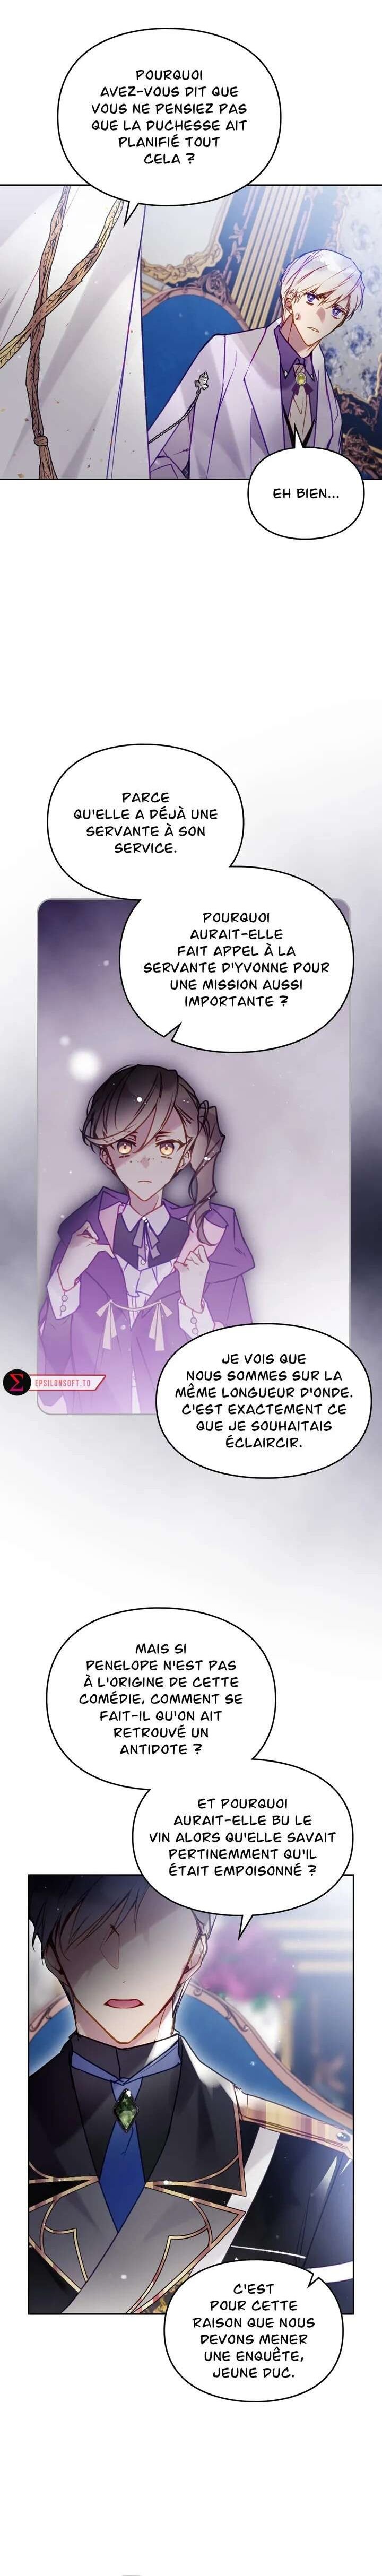 POURQUOI
AVEZ-VOUS DIT QUE
VOUS NE PENSIEZ PAS
QUE LA DUCHESSE AIT
PLANIFIÉ TOUT
CELA ?
EH BIEN...
PARCE
QU'ELLE A DÉJÀ UNE
SERVANTE À SON
SERVICE.
POURQUOI
AURAIT-ELLE
FAIT APPEL À LA
SERVANTE D'YVONNE POUR
UNE MISSION AUSSI
IMPORTANTE ?
JE VOIS QUE
NOUS SOMMES SUR LA
MÊME LONGUEUR D'ONDE.
C'EST EXACTEMENT CE
QUE JE SOUHAITAIS
ÉCLAIRCIR.
Σ EPSILONSOFT.TO
MAIS SI
PENELOPE N'EST PAS
À L'ORIGINE DE CETTE
COMÉDIE, COMMENT SE
FAIT-IL QU'ON AIT
RETROUVÉ UN
ANTIDOTE ?
ET POURQUOI
AURAIT-ELLE BU LE
VIN ALORS QU'ELLE SAVAIT
PERTINEMMENT QU'IL
ÉTAIT EMPOISONNÉ ?
C'EST
POUR CETTE
RAISON QUE NOUS
DEVONS MENER
UNE ENQUÊTE,
JEUNE DUC.